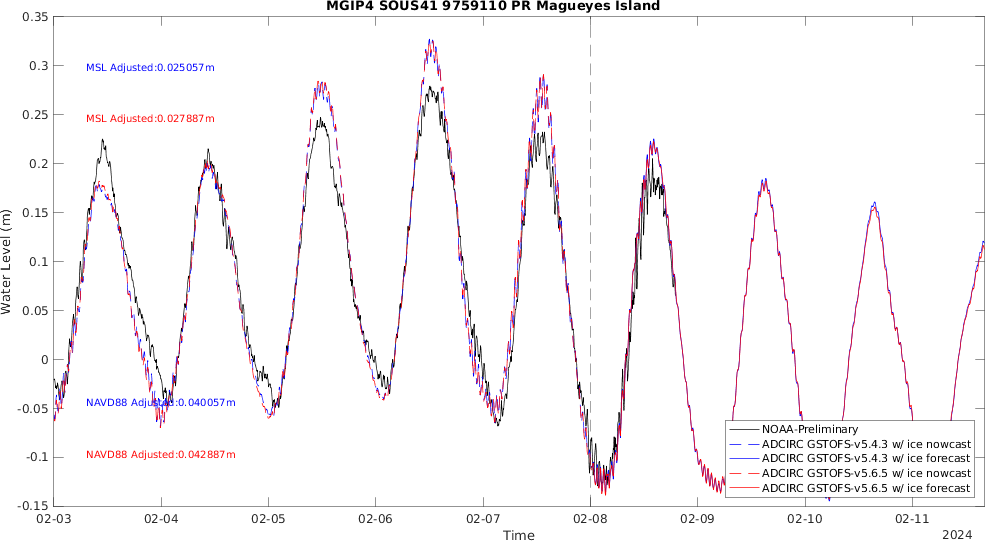 MGIP4 SOUS41 9759110 PR Magueyes Island
0.35
0.3
0.25
0.2
0.15
0.1
0.05
0
-0.05
-0.1
-0.15
Water Level (m)
MSL Adjusted:0.025057m
MSL Adjusted:0.027887m
NAVD88 Adjusted:0.040057m
NAVD88 Adjusted:0.042887m
NOAA-Preliminary
ADCIRC GSTOFS-v5.4.3 w/ ice nowcast
ADCIRC GSTOFS-v5.4.3 w/ ice forecast
ADCIRC GSTOFS-v5.6.5 w/ ice nowcast
ADCIRC GSTOFS-v5.6.5 w/ ice forecast
02-03 02-04 02-05 02-06 02-07 02-08 02-09 02-10 02-11
Time
2024